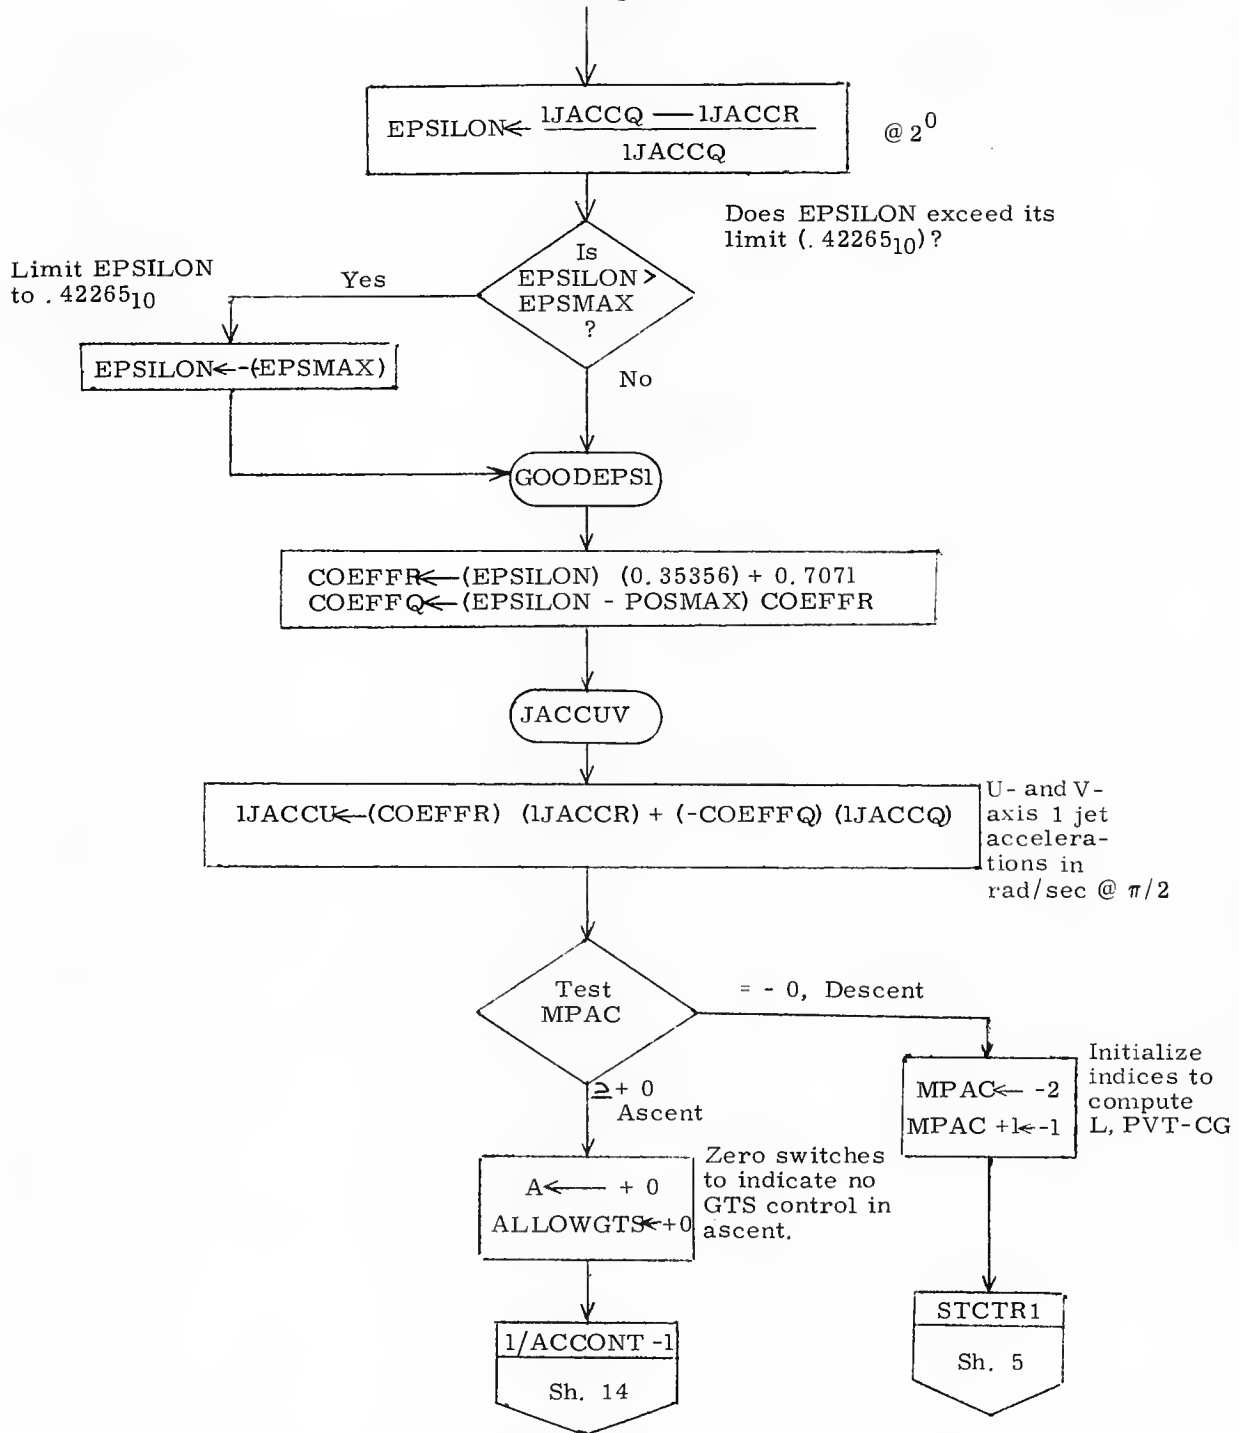 EPSILON← 1JACCQ — 1JACCR
1JACCQ
@ 2⁰
Does EPSILON exceed its
limit (. 42265₁₀)?
Is
EPSILON >
EPSMAX
?
Yes
Limit EPSILON
to . 42265₁₀
EPSILON←-(EPSMAX)
No
GOODEPS1
COEFFR←(EPSILON) (0.35356) + 0.7071
COEFFQ←(EPSILON - POSMAX) COEFFR
JACCUV
1JACCU←(COEFFR) (1JACCR) + (-COEFFQ) (1JACCQ)
U- and V-
axis 1 jet
accelera-
tions in
rad/sec @ π/2
Test
MPAC
= - 0, Descent
≥ + 0
Ascent
MPAC← -2
MPAC +1←-1
Initialize
indices to
compute
L, PVT-CG
A← + 0
ALLOWGTS←+0
Zero switches
to indicate no
GTS control in
ascent.
1/ACCONT -1
Sh. 14
STCTR1
Sh. 5